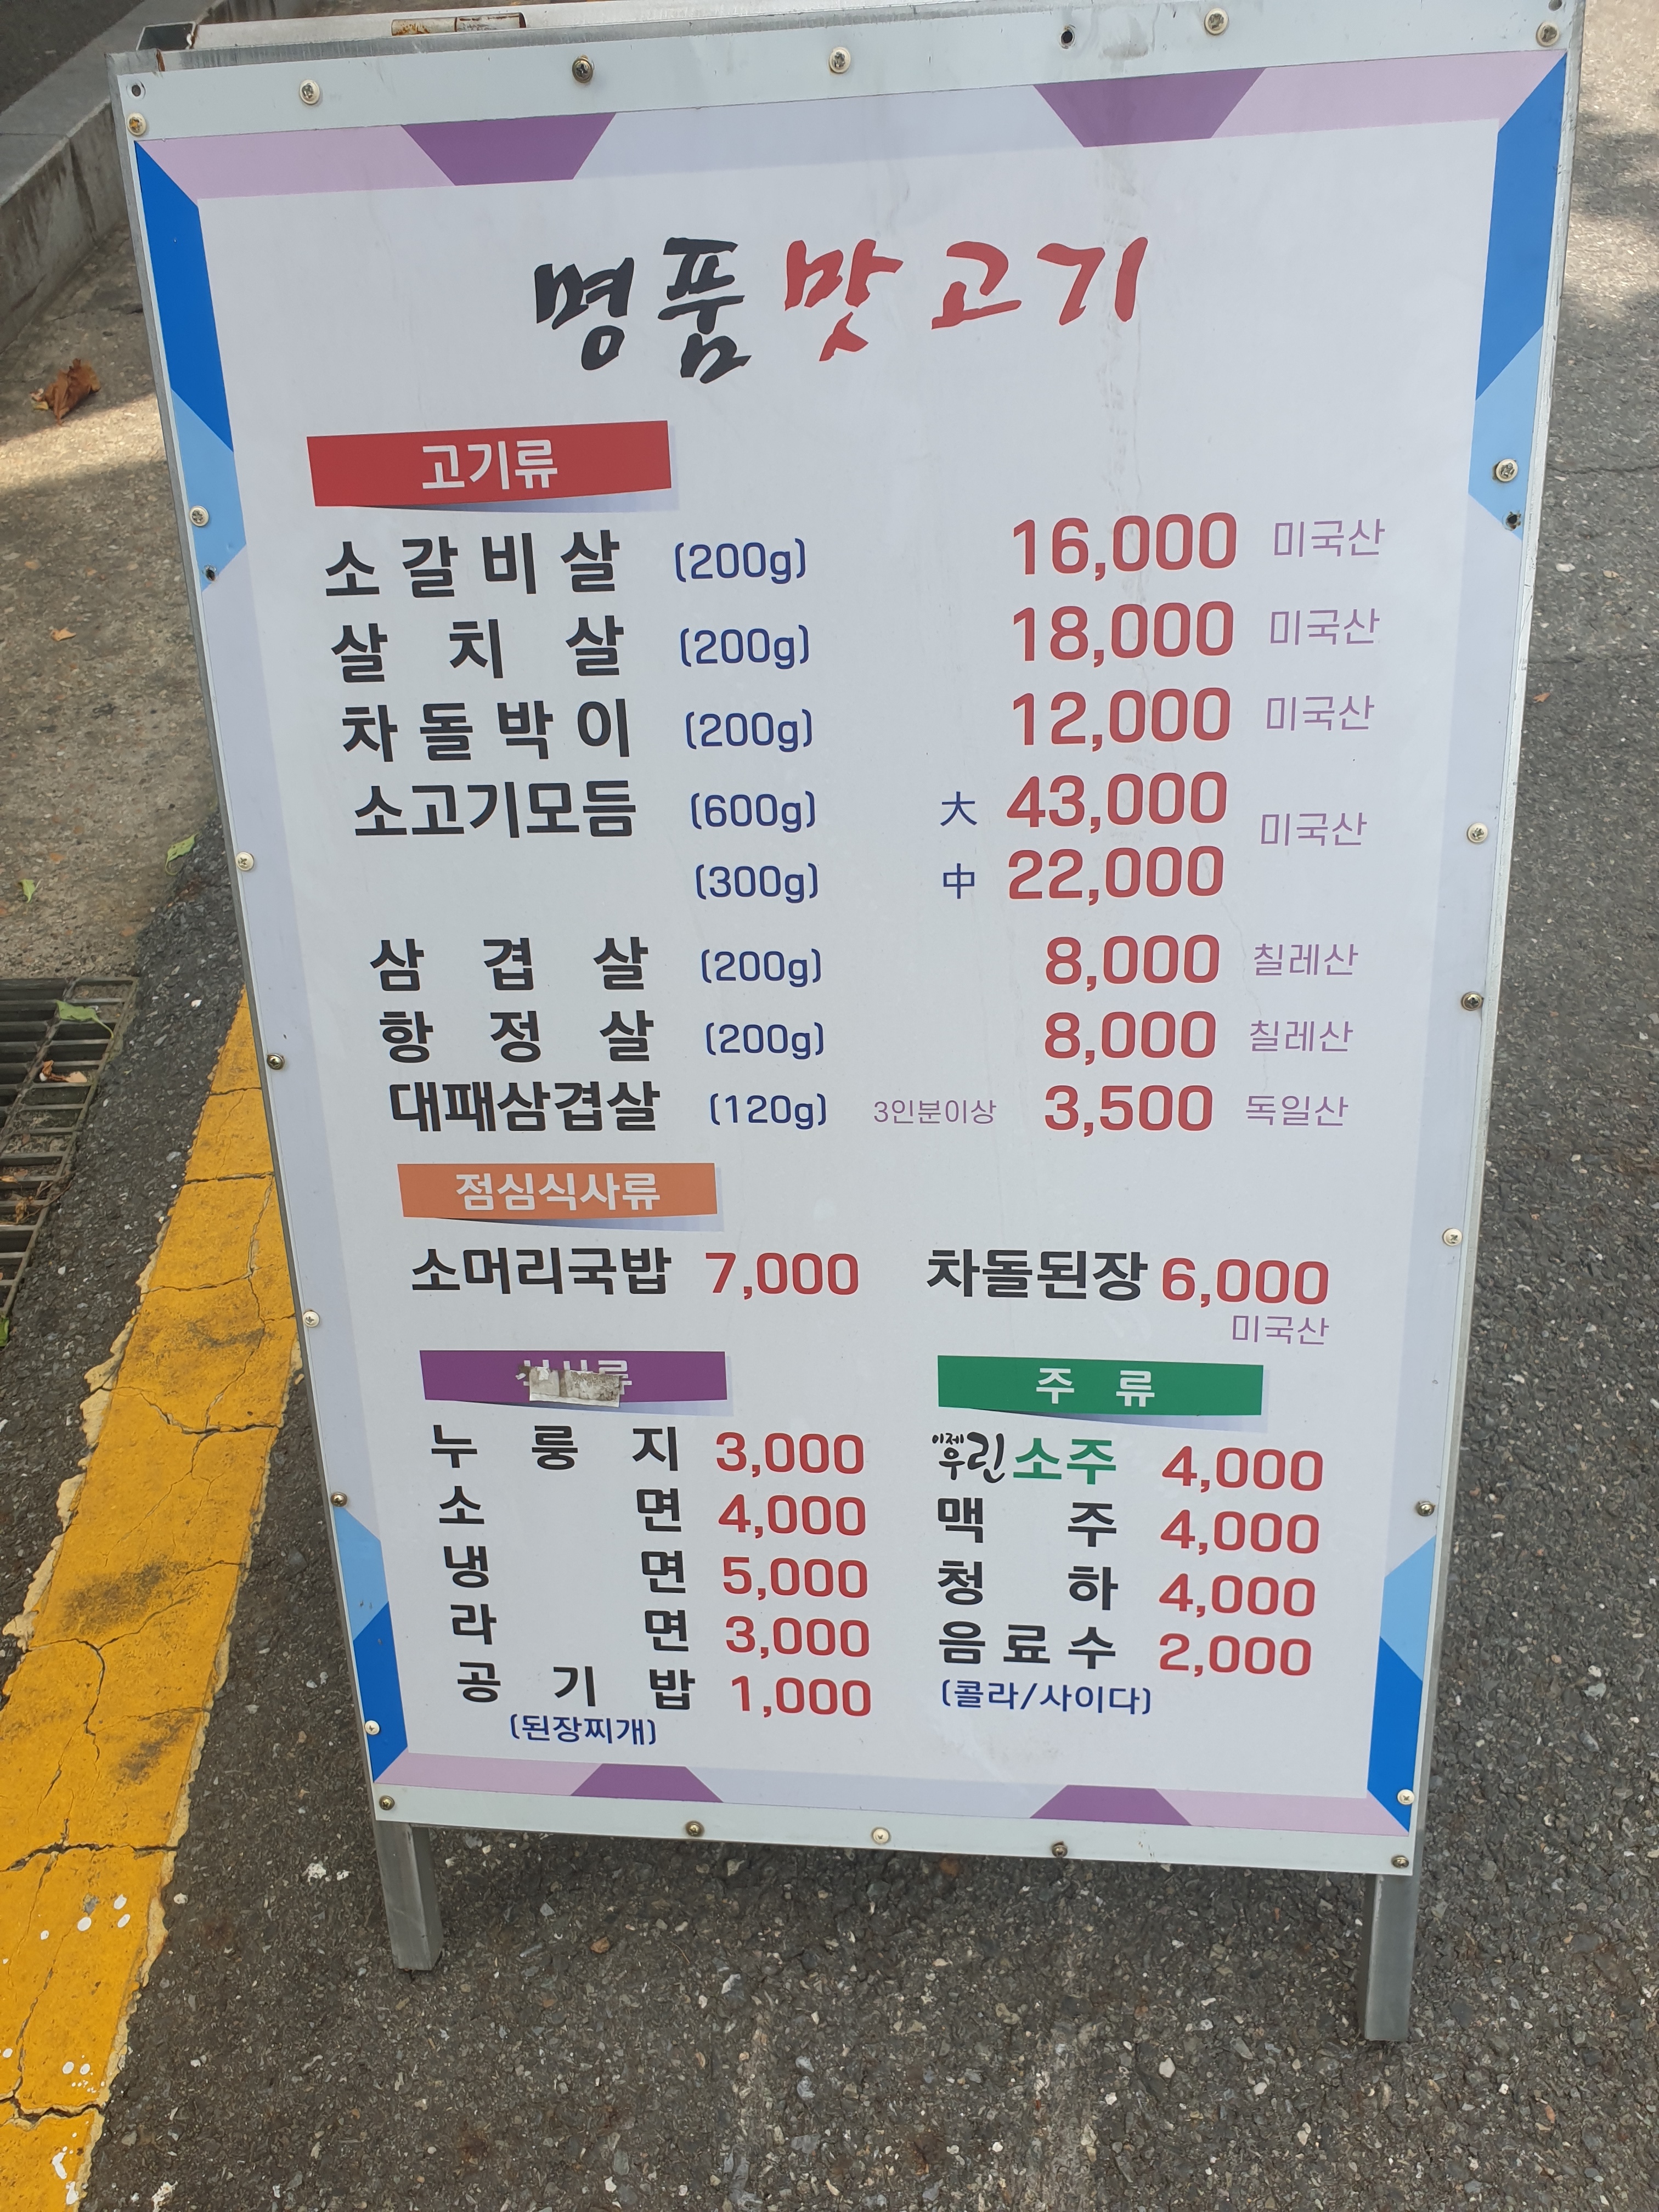 명품 맛고기
고기류
소갈비살 (200g) 16,000 미국산
살치살 (200g) 18,000 미국산
차돌박이 (200g) 12,000 미국산
소고기모듬 (600g) 大 43,000 미국산
(300g) 中 22,000
삼겹살 (200g) 8,000 칠레산
항정살 (200g) 8,000 칠레산
대패삼겹살 (120g) 3인분이상 3,500 독일산
점심식사류
소머리국밥 7,000 차돌된장 6,000
미국산
주류
누룽지 3,000 이제우린 소주 4,000
소면 4,000 맥주 4,000
냉면 5,000 청하 4,000
라면 3,000 음료수 2,000
공기밥 1,000 (콜라/사이다)
(된장찌개)